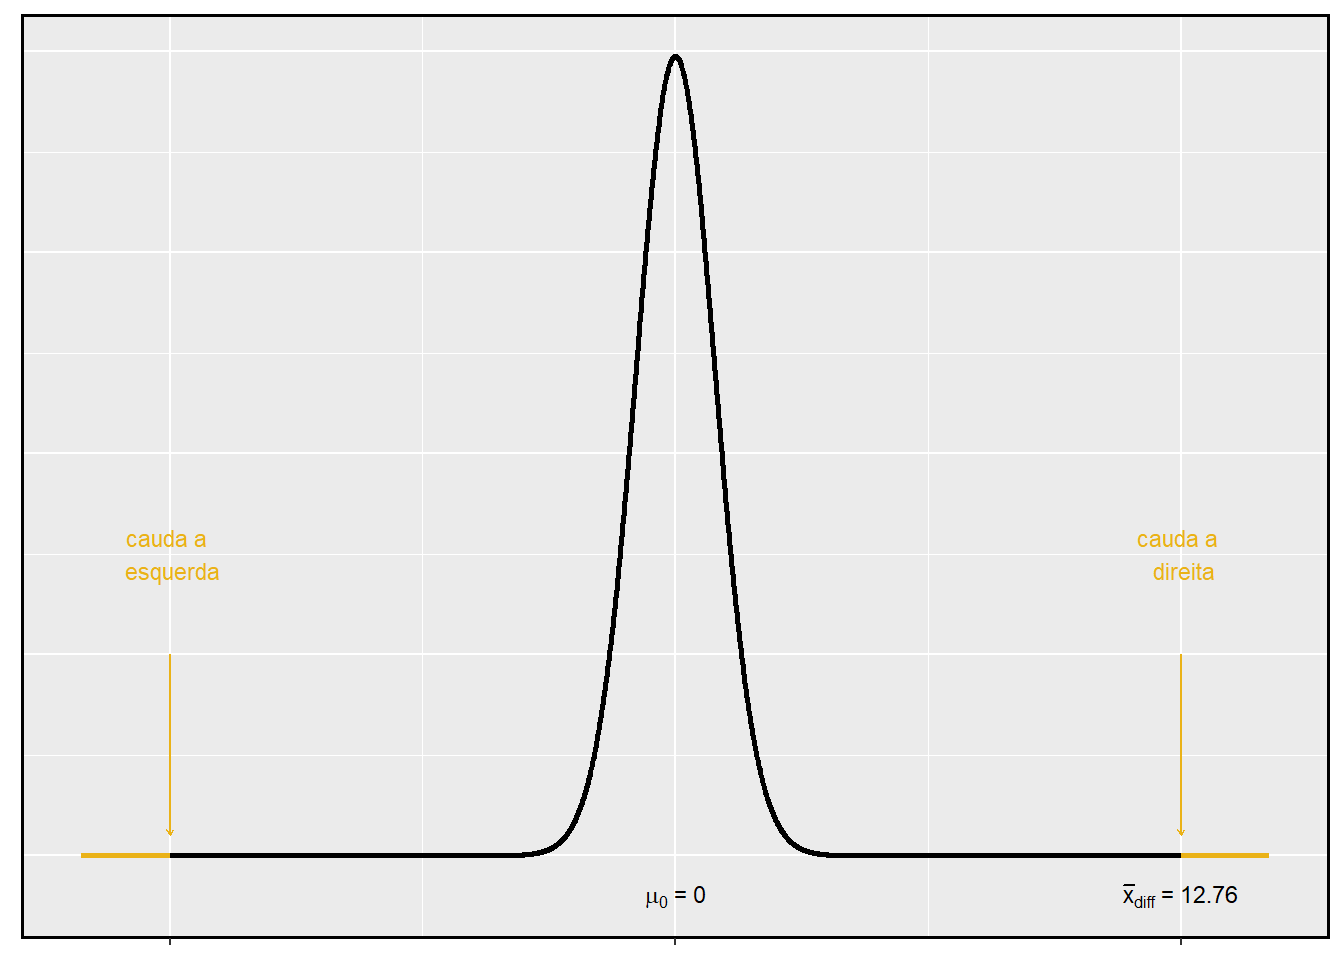 cauda a
esquerda
cauda a
direita
μ₀ = 0
x̅diff = 12.76